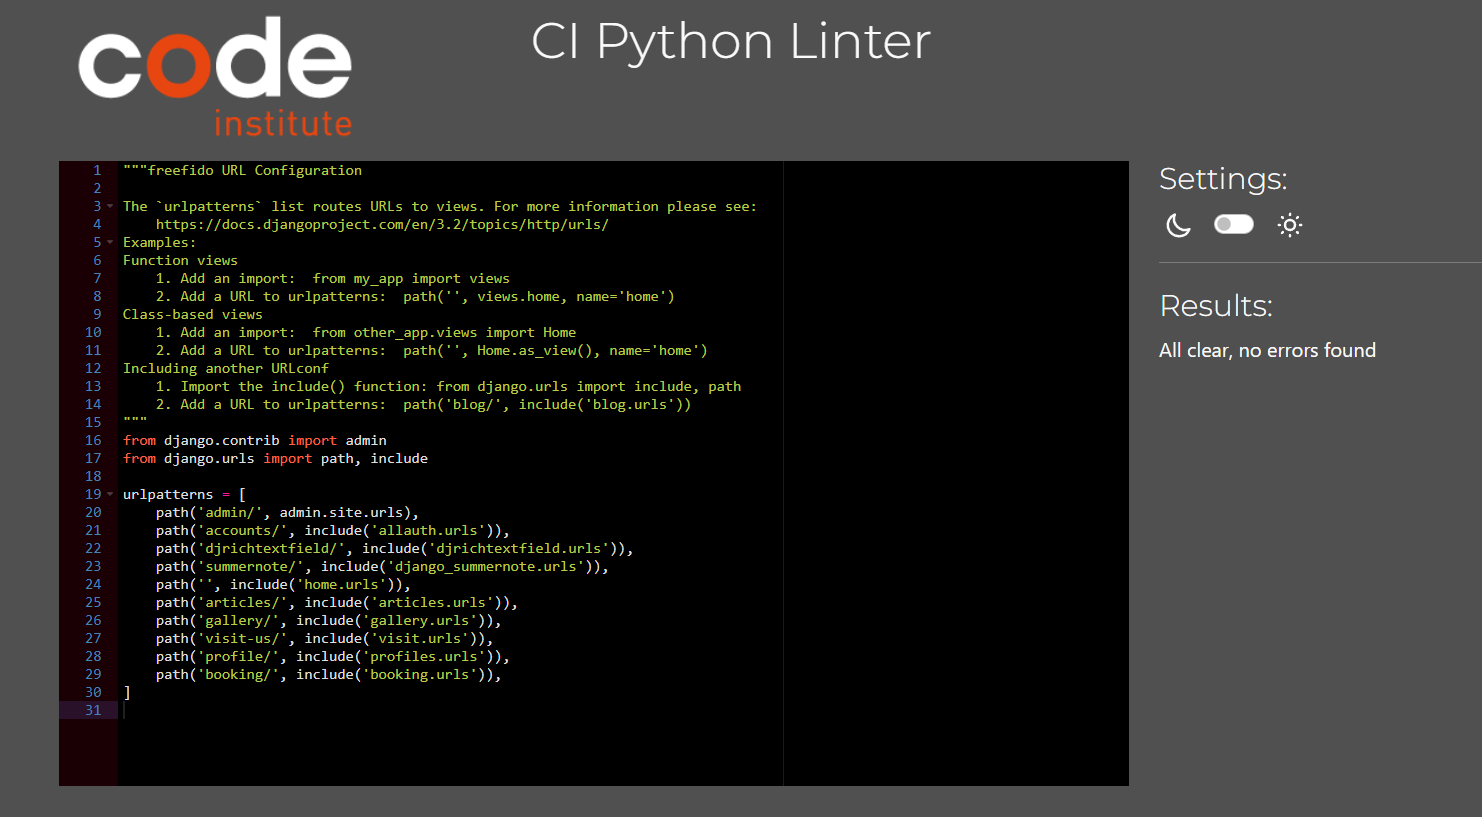 code
institute
CI Python Linter
1 """freefido URL Configuration
2
3 The `urlpatterns` list routes URLs to views. For more information please see:
4     https://docs.djangoproject.com/en/3.2/topics/http/urls/
5 Examples:
6 Function views
7     1. Add an import:  from my_app import views
8     2. Add a URL to urlpatterns:  path('', views.home, name='home')
9 Class-based views
10     1. Add an import:  from other_app.views import Home
11     2. Add a URL to urlpatterns:  path('', Home.as_view(), name='home')
12 Including another URLconf
13     1. Import the include() function: from django.urls import include, path
14     2. Add a URL to urlpatterns:  path('blog/', include('blog.urls'))
15 """
16 from django.contrib import admin
17 from django.urls import path, include
18
19 urlpatterns = [
20     path('admin/', admin.site.urls),
21     path('accounts/', include('allauth.urls')),
22     path('djrichtextfield/', include('djrichtextfield.urls')),
23     path('summernote/', include('django_summernote.urls')),
24     path('', include('home.urls')),
25     path('articles/', include('articles.urls')),
26     path('gallery/', include('gallery.urls')),
27     path('visit-us/', include('visit.urls')),
28     path('profile/', include('profiles.urls')),
29     path('booking/', include('booking.urls')),
30 ]
31
Settings:
Results:
All clear, no errors found